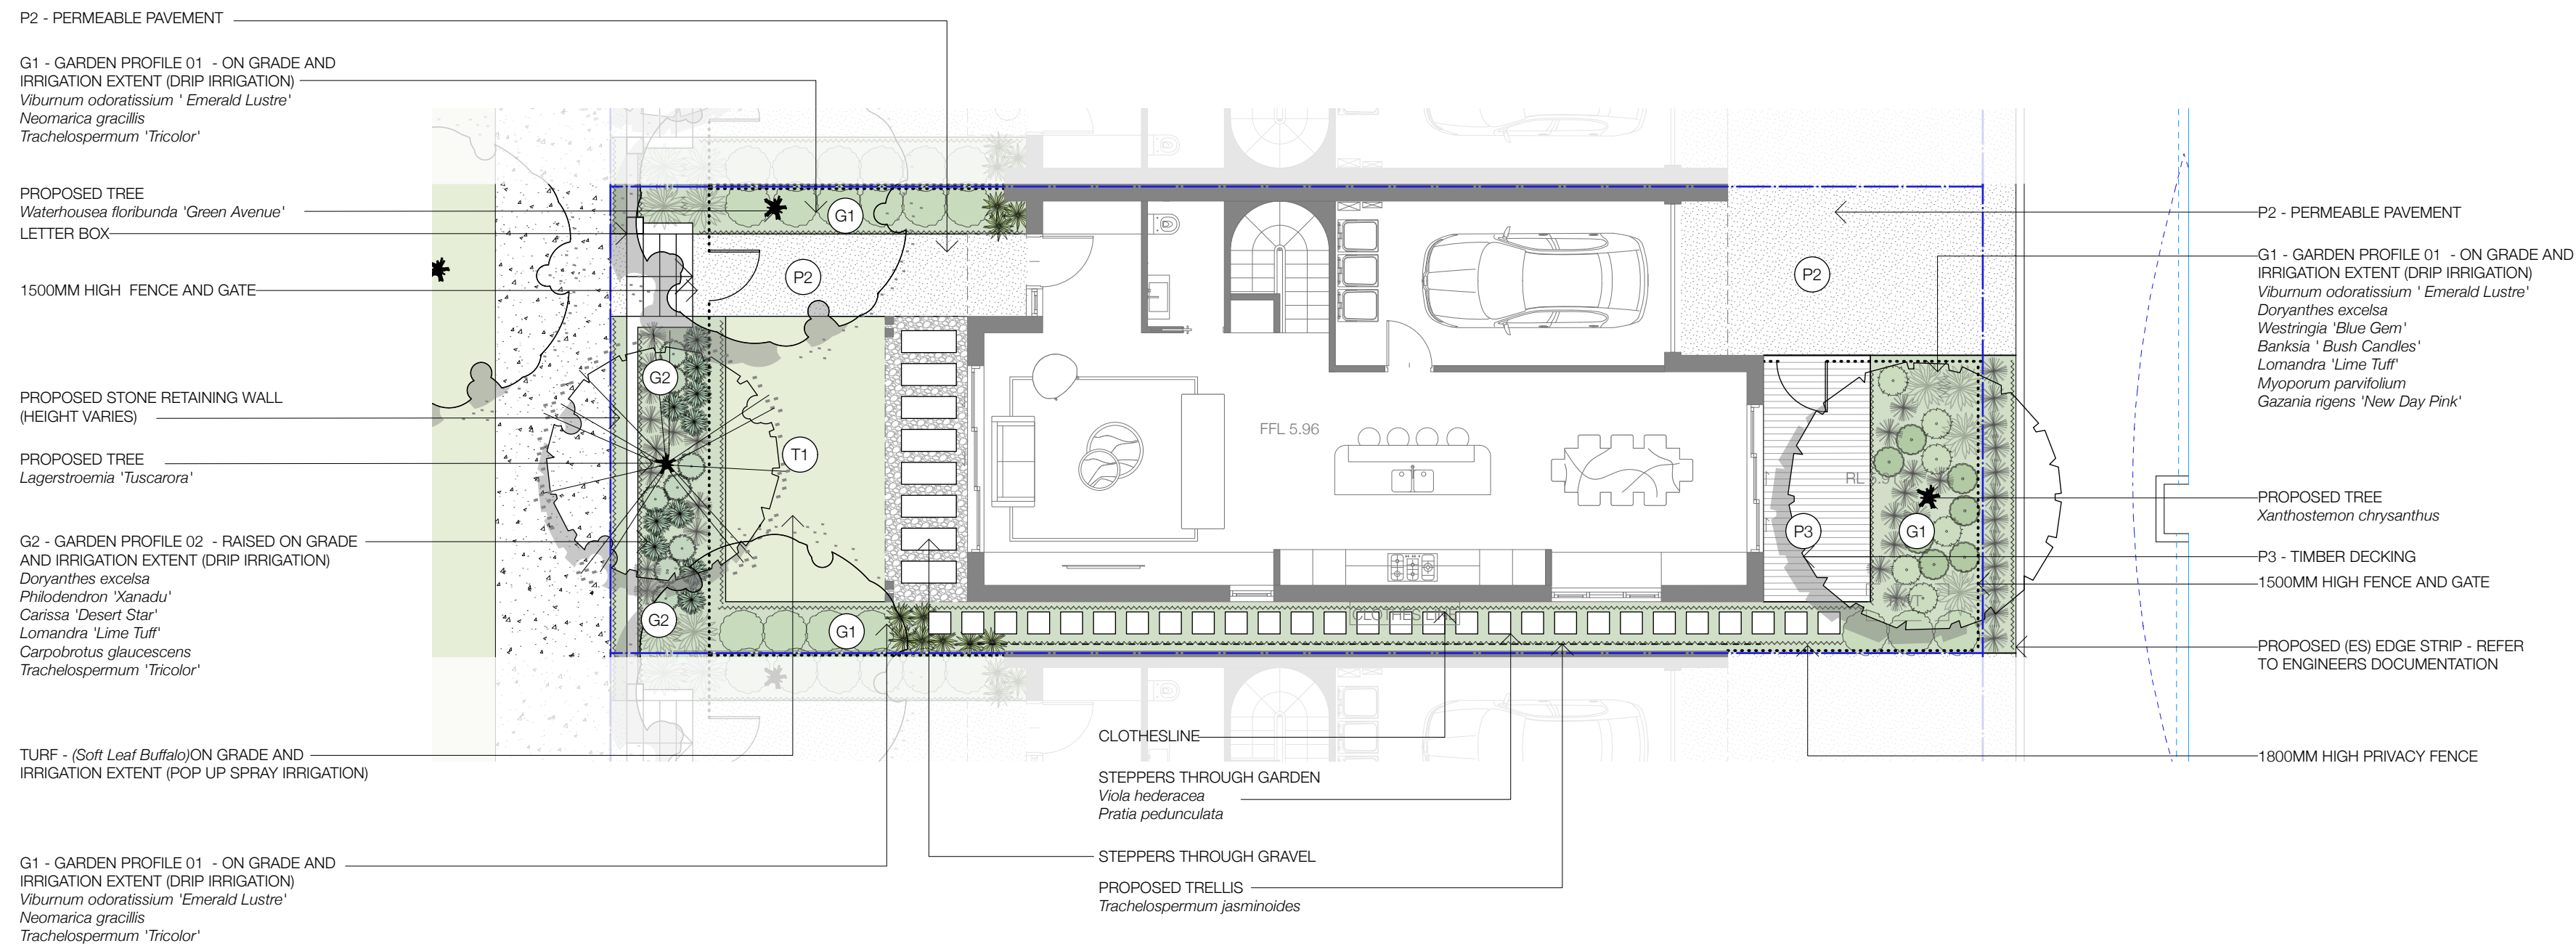 P2 - PERMEABLE PAVEMENT
G1 - GARDEN PROFILE 01 - ON GRADE AND
IRRIGATION EXTENT (DRIP IRRIGATION)
Viburnum odoratissium ' Emerald Lustre'
Neomarica gracillis
Trachelospermum 'Tricolor'
PROPOSED TREE
Waterhousea floribunda 'Green Avenue'
LETTER BOX
1500MM HIGH FENCE AND GATE
PROPOSED STONE RETAINING WALL
(HEIGHT VARIES)
PROPOSED TREE
Lagerstroemia 'Tuscarora'
G2 - GARDEN PROFILE 02 - RAISED ON GRADE
AND IRRIGATION EXTENT (DRIP IRRIGATION)
Doryanthes excelsa
Philodendron 'Xanadu'
Carissa 'Desert Star'
Lomandra 'Lime Tuff'
Carpobrotus glaucescens
Trachelospermum 'Tricolor'
TURF - (Soft Leaf Buffalo)ON GRADE AND
IRRIGATION EXTENT (POP UP SPRAY IRRIGATION)
G1 - GARDEN PROFILE 01 - ON GRADE AND
IRRIGATION EXTENT (DRIP IRRIGATION)
Viburnum odoratissium 'Emerald Lustre'
Neomarica gracillis
Trachelospermum 'Tricolor'
G1
P2
G2
T1
G2
G1
FFL 5.96
CLOTHES LINE
P2
RL
P3
G1
CLOTHESLINE
STEPPERS THROUGH GARDEN
Viola hederacea
Pratia pedunculata
STEPPERS THROUGH GRAVEL
PROPOSED TRELLIS
Trachelospermum jasminoides
P2 - PERMEABLE PAVEMENT
G1 - GARDEN PROFILE 01 - ON GRADE AND
IRRIGATION EXTENT (DRIP IRRIGATION)
Viburnum odoratissium ' Emerald Lustre'
Doryanthes excelsa
Westringia 'Blue Gem'
Banksia ' Bush Candles'
Lomandra 'Lime Tuff'
Myoporum parvifolium
Gazania rigens 'New Day Pink'
PROPOSED TREE
Xanthostemon chrysanthus
P3 - TIMBER DECKING
1500MM HIGH FENCE AND GATE
PROPOSED (ES) EDGE STRIP - REFER
TO ENGINEERS DOCUMENTATION
1800MM HIGH PRIVACY FENCE